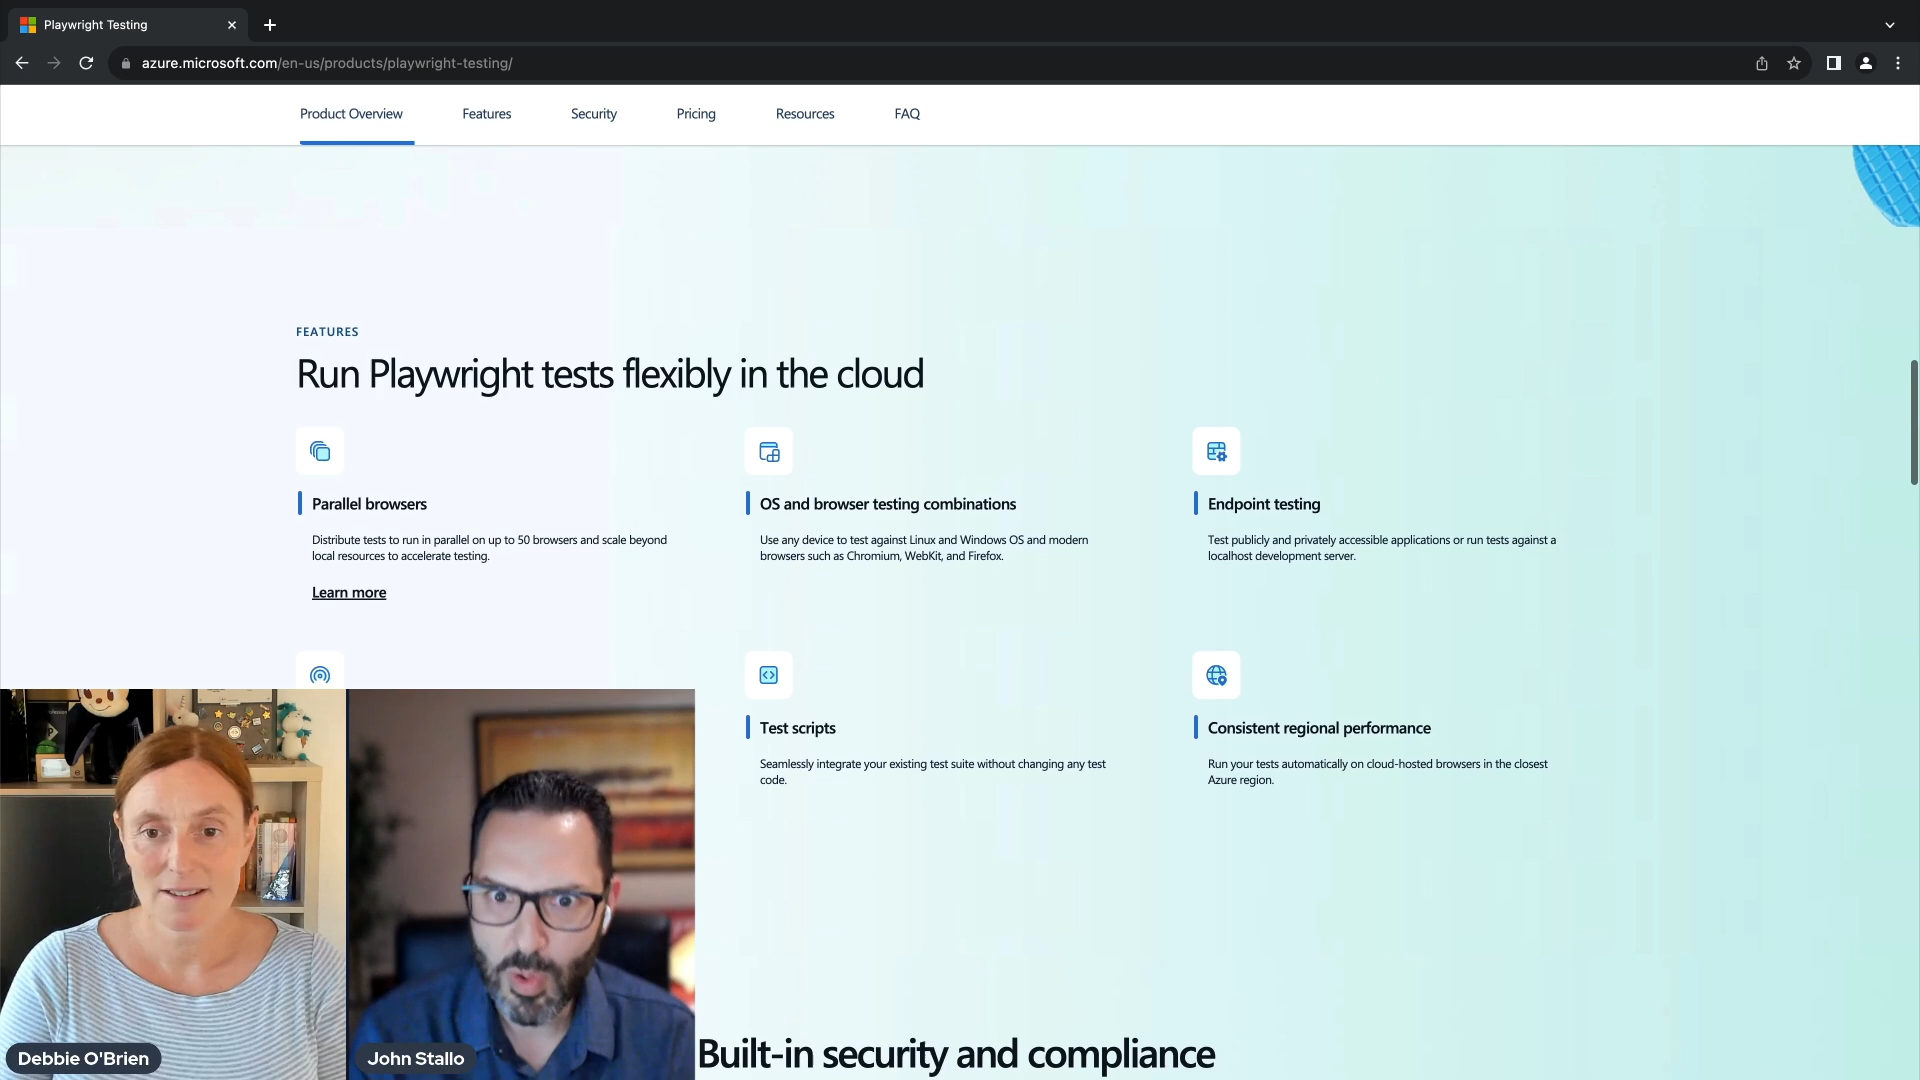 Playwright Testing
azure.microsoft.com/en-us/products/playwright-testing/
Product Overview
Features
Security
Pricing
Resources
FAQ
FEATURES
Run Playwright tests flexibly in the cloud
Parallel browsers
Distribute tests to run in parallel on up to 50 browsers and scale beyond
local resources to accelerate testing.
Learn more
OS and browser testing combinations
Use any device to test against Linux and Windows OS and modern
browsers such as Chromium, WebKit, and Firefox.
Endpoint testing
Test publicly and privately accessible applications or run tests against a
localhost development server.
Test scripts
Seamlessly integrate your existing test suite without changing any test
code.
Consistent regional performance
Run your tests automatically on cloud-hosted browsers in the closest
Azure region.
Debbie O'Brien
John Stallo
Built-in security and compliance